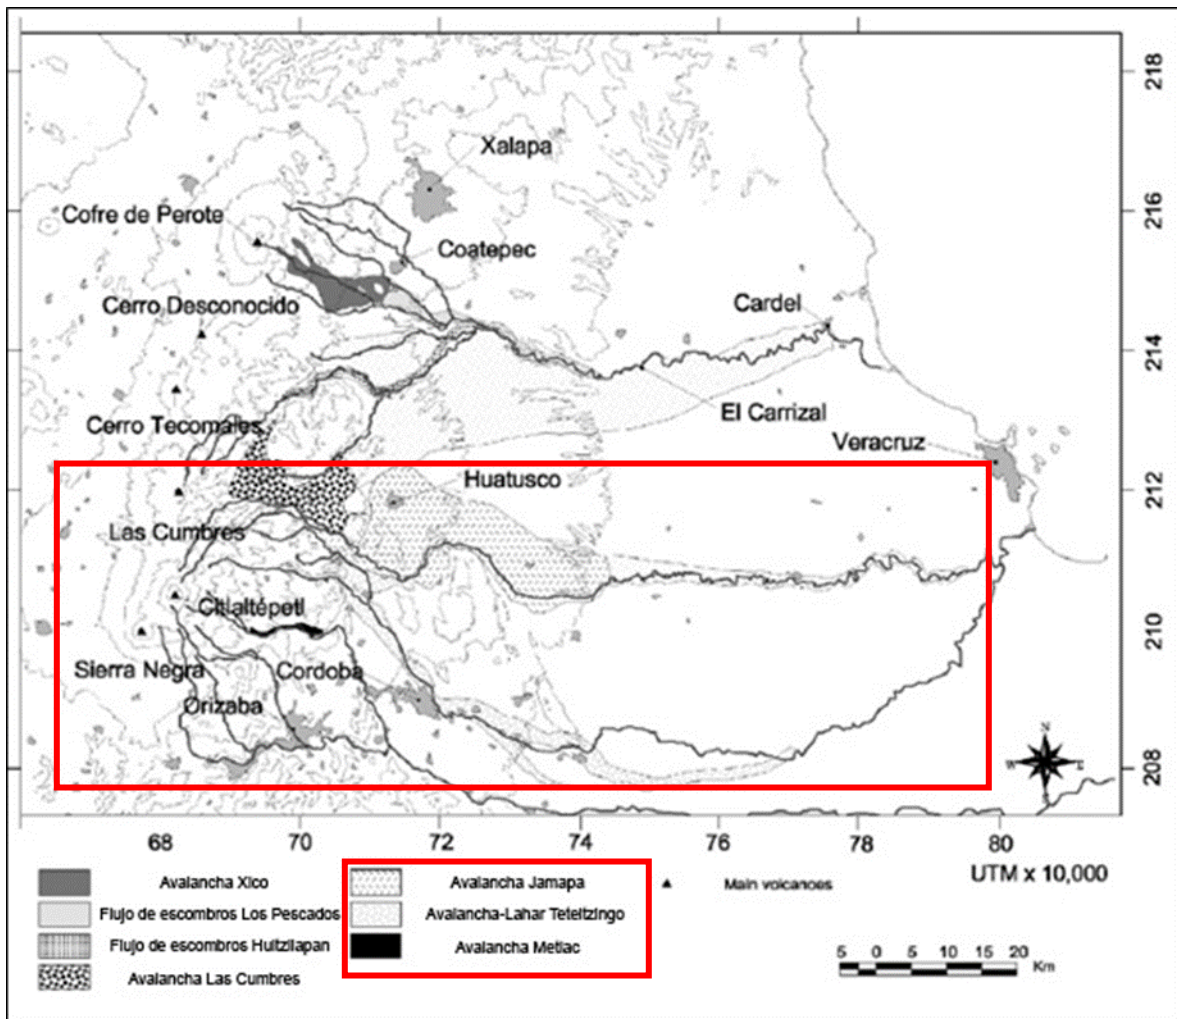 218
Xalapa
Cofre de Perote
216
Coatepec
Cerro Desconocido
Cardel
214
El Carrizal
Cerro Tecomales
Veracruz
Huatusco
212
Las Cumbres
Citlaltépetl
210
Sierra Negra
Cordoba
Orizaba
N
W E
S
208
68 70 72 74 76 78 80
UTM x 10,000
Avalancha Xico
Avalancha Jamapa
Main volcanoes
Flujo de escombros Los Pescados
Avalancha-Lahar Teteltzingo
Flujo de escombros Huitzilapan
Avalancha Metlac
Avalancha Las Cumbres
5 0 5 10 15 20
Km